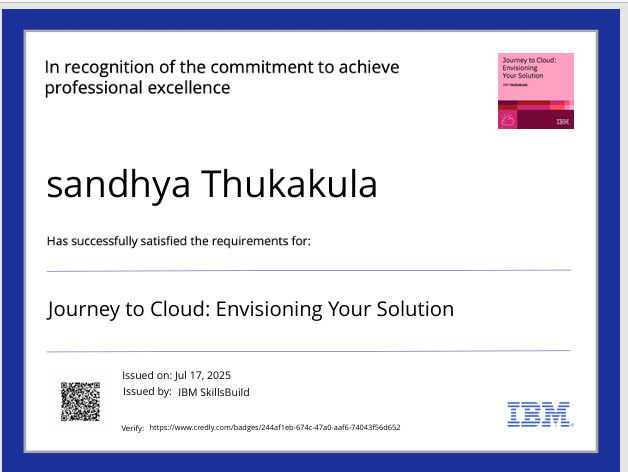 In recognition of the commitment to achieve
professional excellence
Journey to Cloud:
Envisioning
Your Solution
IBM SkillsBuild
IBM
sandhya Thukakula
Has successfully satisfied the requirements for:
Journey to Cloud: Envisioning Your Solution
Issued on: Jul 17, 2025
Issued by: IBM SkillsBuild
Verify: https://www.credly.com/badges/244af1eb-674c-47a0-aaf6-74043f56d652
IBM